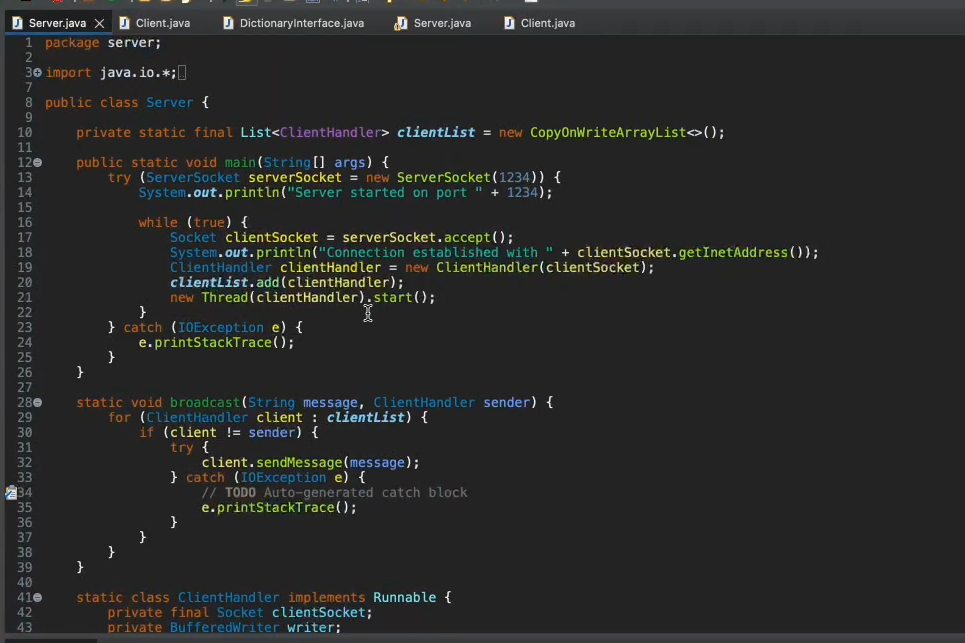 Server.java Client.java DictionaryInterface.java Server.java Client.java
1 package server;
2
3 import java.io.*;
7
8 public class Server {
9
10 private static final List<ClientHandler> clientList = new CopyOnWriteArrayList<>();
11
12 public static void main(String[] args) {
13 try (ServerSocket serverSocket = new ServerSocket(1234)) {
14 System.out.println("Server started on port " + 1234);
15
16 while (true) {
17 Socket clientSocket = serverSocket.accept();
18 System.out.println("Connection established with " + clientSocket.getInetAddress());
19 ClientHandler clientHandler = new ClientHandler(clientSocket);
20 clientList.add(clientHandler);
21 new Thread(clientHandler).start();
22 }
23 } catch (IOException e) {
24 e.printStackTrace();
25 }
26 }
27
28 static void broadcast(String message, ClientHandler sender) {
29 for (ClientHandler client : clientList) {
30 if (client != sender) {
31 try {
32 client.sendMessage(message);
33 } catch (IOException e) {
34 // TODO Auto-generated catch block
35 e.printStackTrace();
36 }
37 }
38 }
39 }
40
41 static class ClientHandler implements Runnable {
42 private final Socket clientSocket;
43 private BufferedWriter writer;